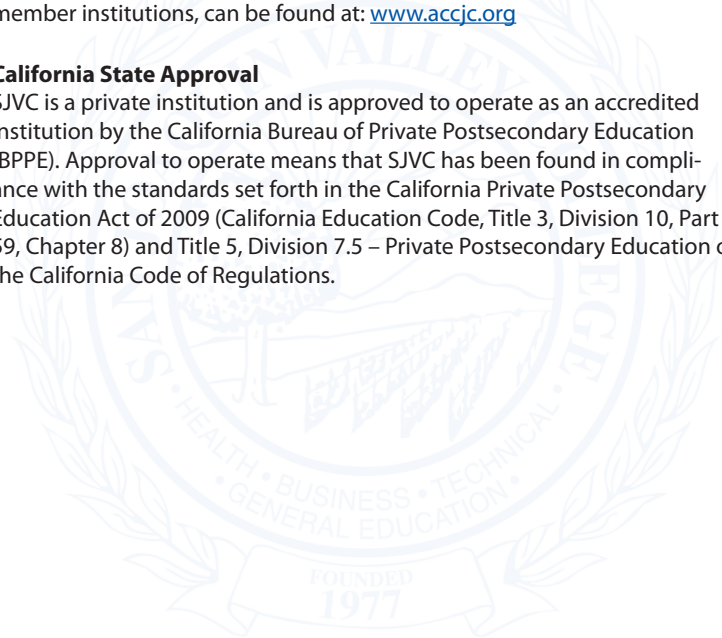 member institutions, can be found at: www.accjc.org
California State Approval
SJVC is a private institution and is approved to operate as an accredited
institution by the California Bureau of Private Postsecondary Education
(BPPE). Approval to operate means that SJVC has been found in compli-
ance with the standards set forth in the California Private Postsecondary
Education Act of 2009 (California Education Code, Title 3, Division 10, Part
59, Chapter 8) and Title 5, Division 7.5 – Private Postsecondary Education o
the California Code of Regulations.
SAN JOAQUIN VALLEY COLLEGE
• HEALTH • BUSINESS • TECHNICAL •
• GENERAL EDUCATION •
FOUNDED
1977